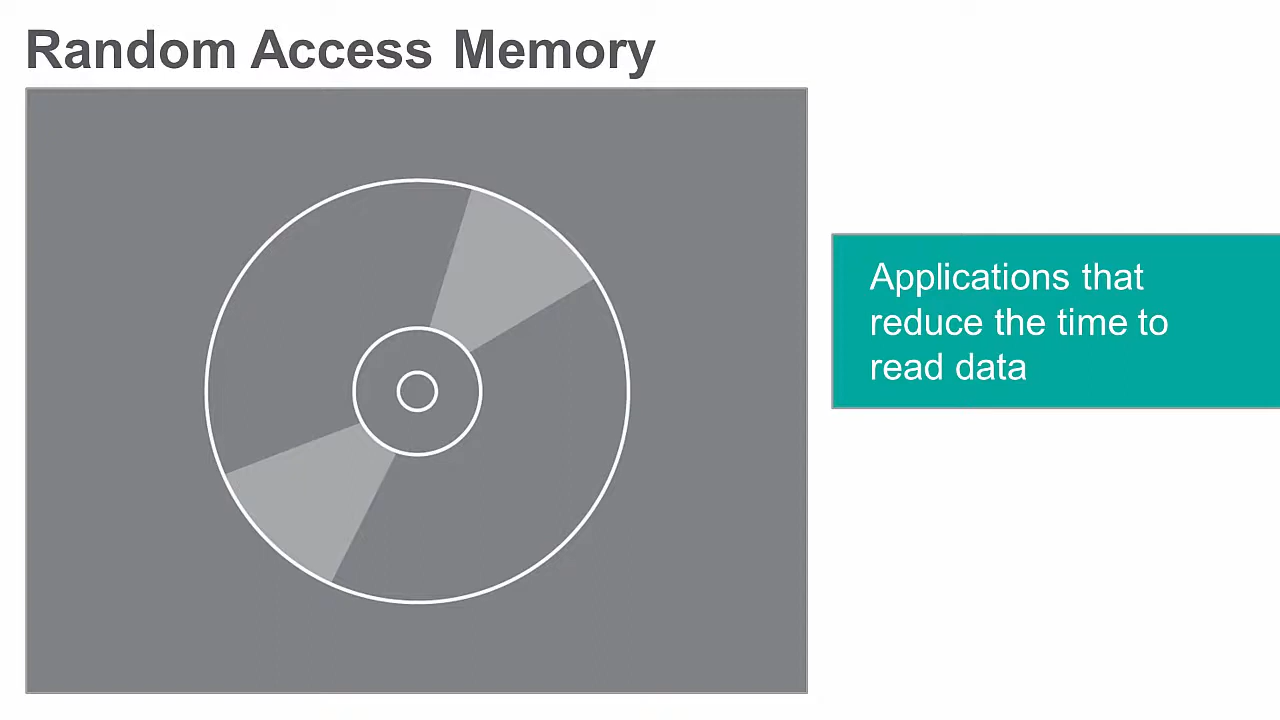 Random Access Memory
Applications that
reduce the time to
read data